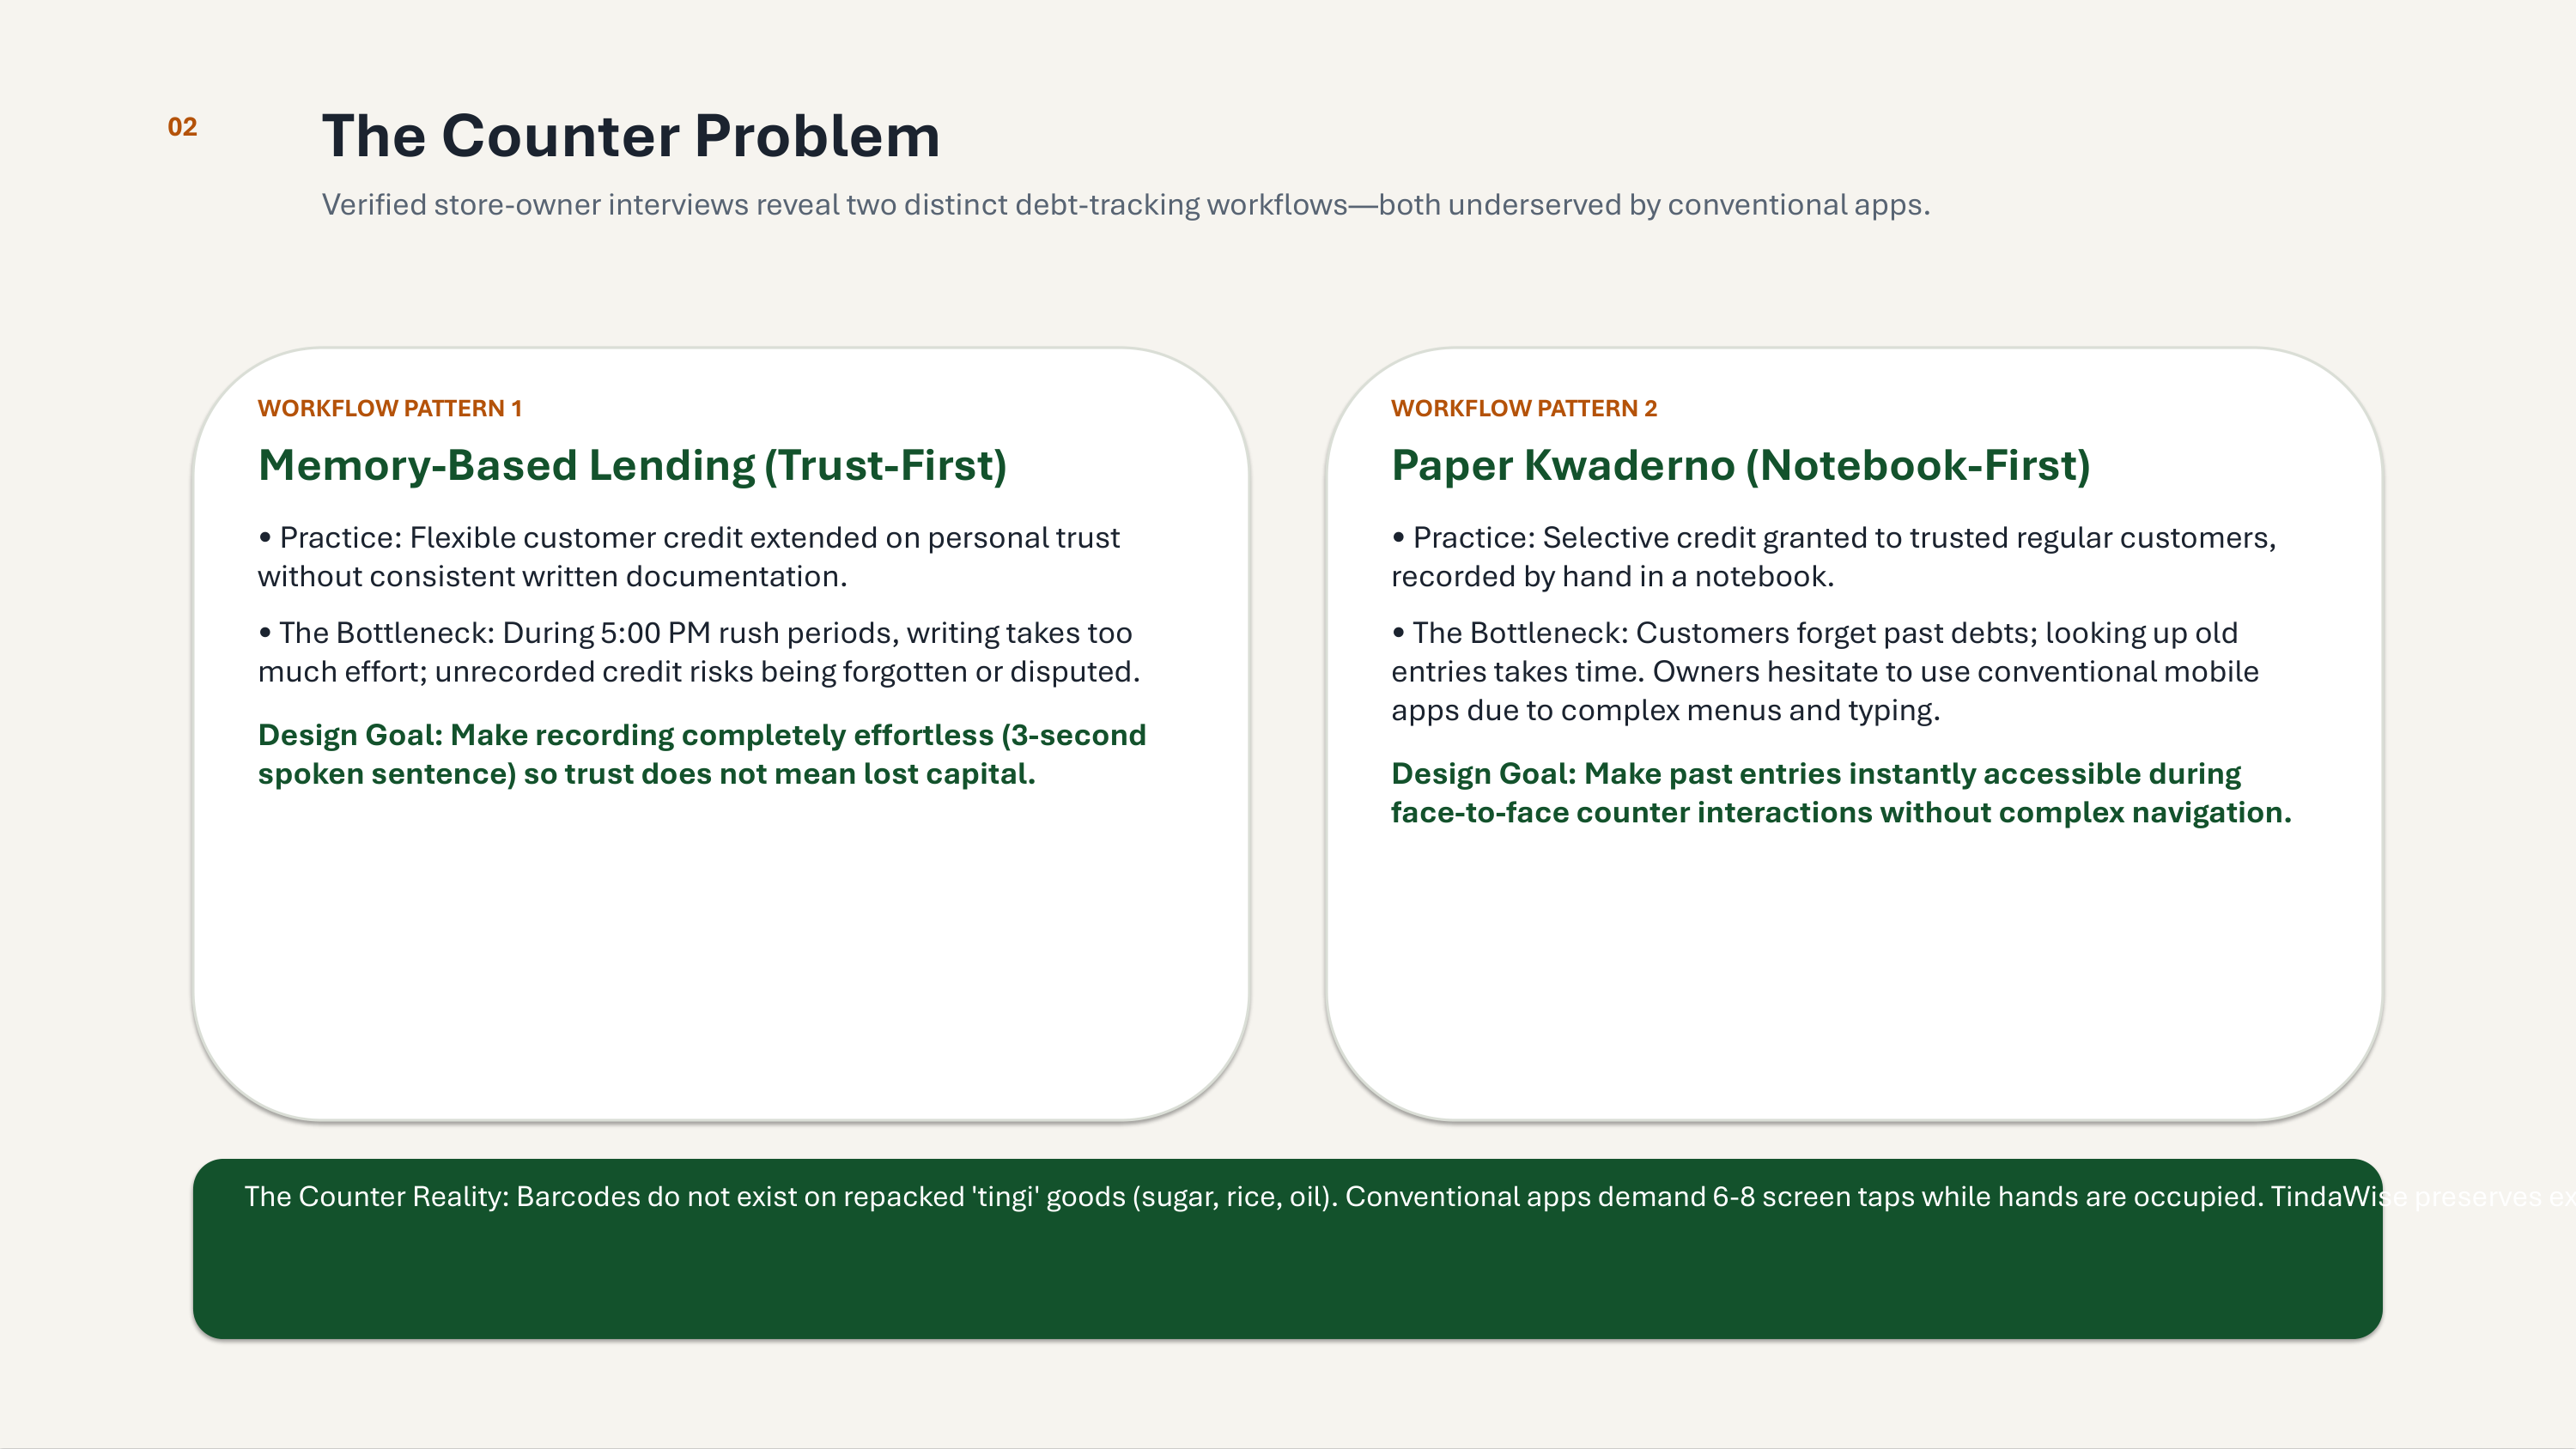 02
The Counter Problem
Verified store-owner interviews reveal two distinct debt-tracking workflows—both underserved by conventional apps.
WORKFLOW PATTERN 1
Memory-Based Lending (Trust-First)
• Practice: Flexible customer credit extended on personal trust
without consistent written documentation.
• The Bottleneck: During 5:00 PM rush periods, writing takes too
much effort; unrecorded credit risks being forgotten or disputed.
Design Goal: Make recording completely effortless (3-second
spoken sentence) so trust does not mean lost capital.
WORKFLOW PATTERN 2
Paper Kwaderno (Notebook-First)
• Practice: Selective credit granted to trusted regular customers,
recorded by hand in a notebook.
• The Bottleneck: Customers forget past debts; looking up old
entries takes time. Owners hesitate to use conventional mobile
apps due to complex menus and typing.
Design Goal: Make past entries instantly accessible during
face-to-face counter interactions without complex navigation.
The Counter Reality: Barcodes do not exist on repacked 'tingi' goods (sugar, rice, oil). Conventional apps demand 6-8 screen taps while hands are occupied. TindaWise preserves